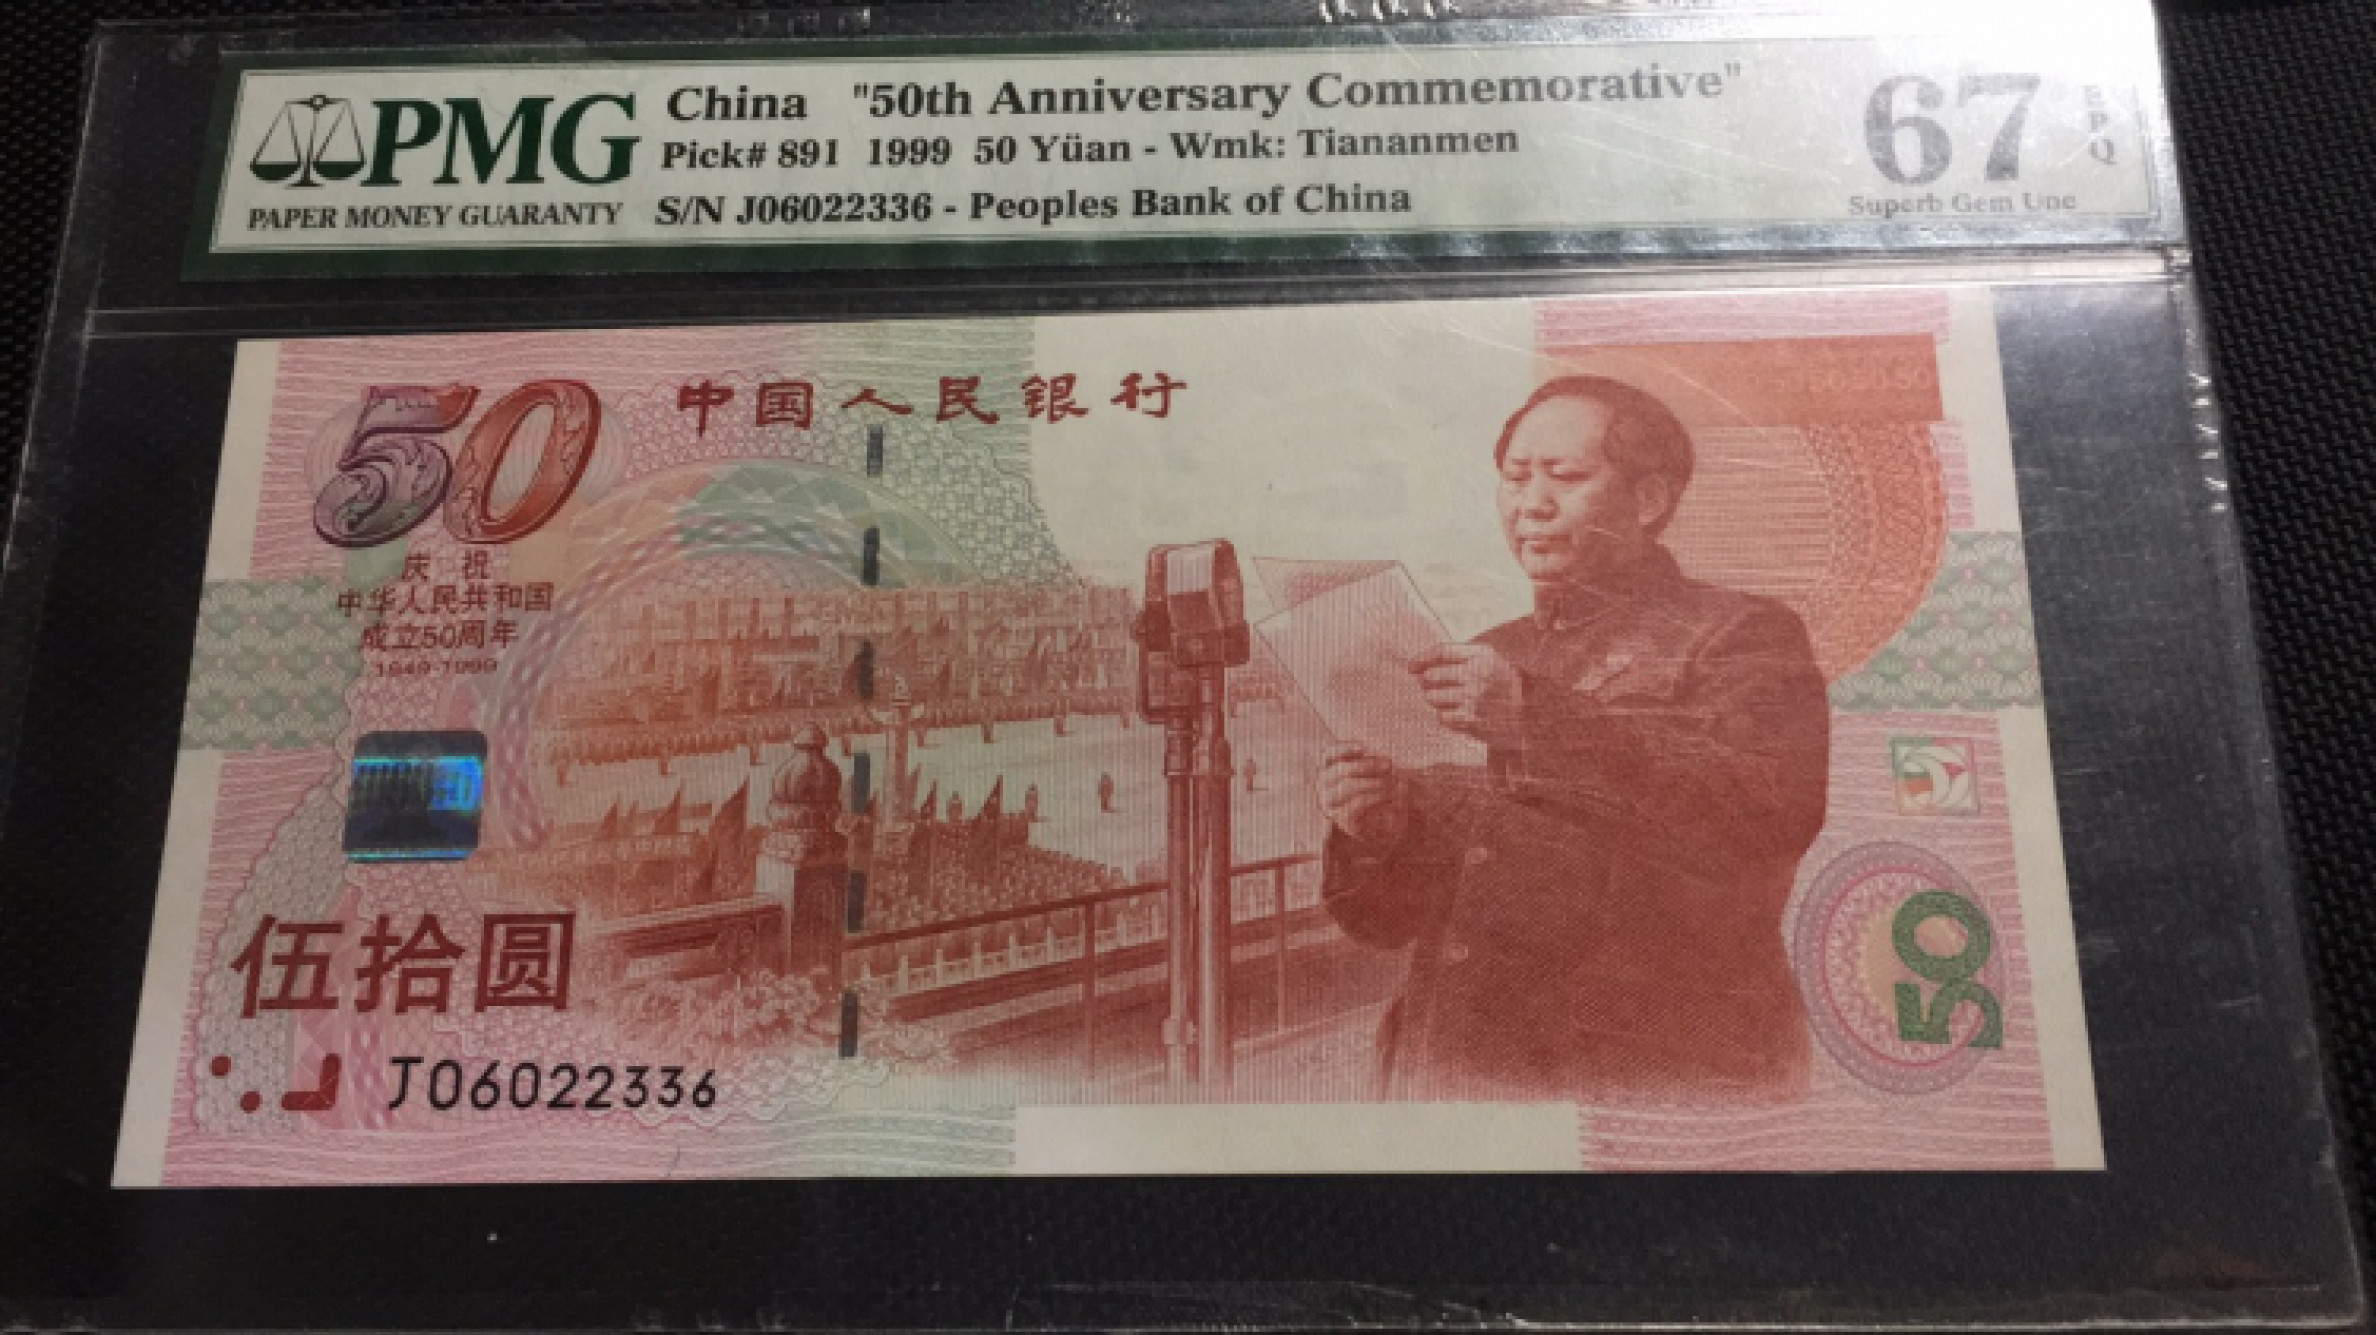 PMG
PAPER MONEY GUARANTY
China "50th Anniversary Commemorative"
Pick# 891 1999 50 Yüan - Wmk: Tiananmen
S/N J06022336 - Peoples Bank of China
67
EPQ
Superb Gem Unc
50
中国人民银行
庆 祝
中华人民共和国
成立50周年
1949-1999
伍拾圆
J06022336
50